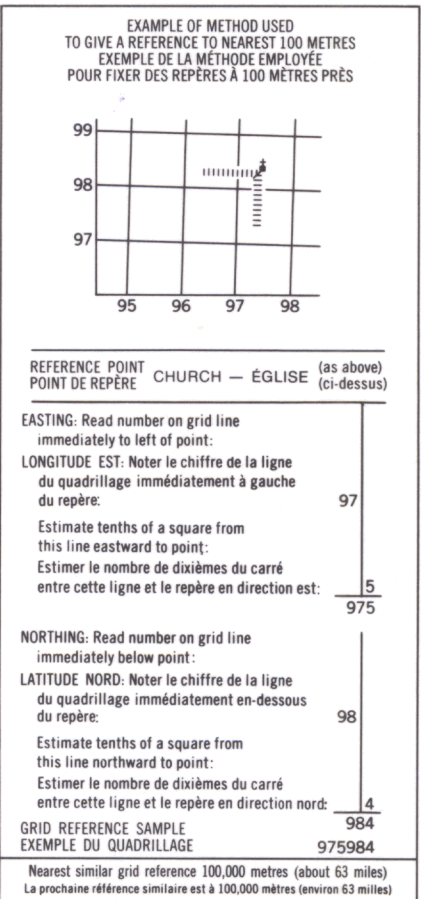 EXAMPLE OF METHOD USED
TO GIVE A REFERENCE TO NEAREST 100 METRES
EXEMPLE DE LA MÉTHODE EMPLOYÉE
POUR FIXER DES REPÈRES À 100 MÈTRES PRÈS
99
98
97
95 96 97 98
REFERENCE POINT
POINT DE REPÈRE
CHURCH — ÉGLISE
(as above)
(ci-dessus)
EASTING: Read number on grid line
immediately to left of point:
LONGITUDE EST: Noter le chiffre de la ligne
du quadrillage immédiatement à gauche
du repère: 97
Estimate tenths of a square from
this line eastward to point:
Estimer le nombre de dixièmes du carré
entre cette ligne et le repère en direction est: 5
975
NORTHING: Read number on grid line
immediately below point:
LATITUDE NORD: Noter le chiffre de la ligne
du quadrillage immédiatement en-dessous
du repère: 98
Estimate tenths of a square from
this line northward to point:
Estimer le nombre de dixièmes du carré
entre cette ligne et le repère en direction nord: 4
984
GRID REFERENCE SAMPLE
EXEMPLE DU QUADRILLAGE 975984
Nearest similar grid reference 100,000 metres (about 63 miles)
La prochaine référence similaire est à 100,000 mètres (environ 63 milles)